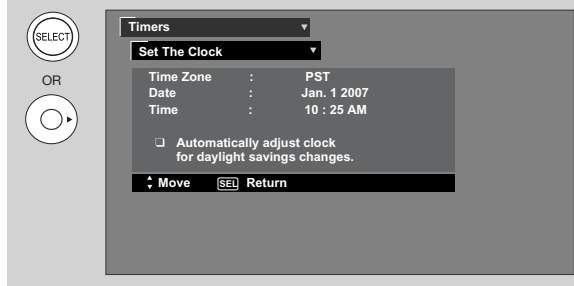 SELECT
OR
Timers
Set The Clock
Time Zone : PST
Date : Jan. 1 2007
Time : 10 : 25 AM
Automatically adjust clock
for daylight savings changes.
Move SEL Return